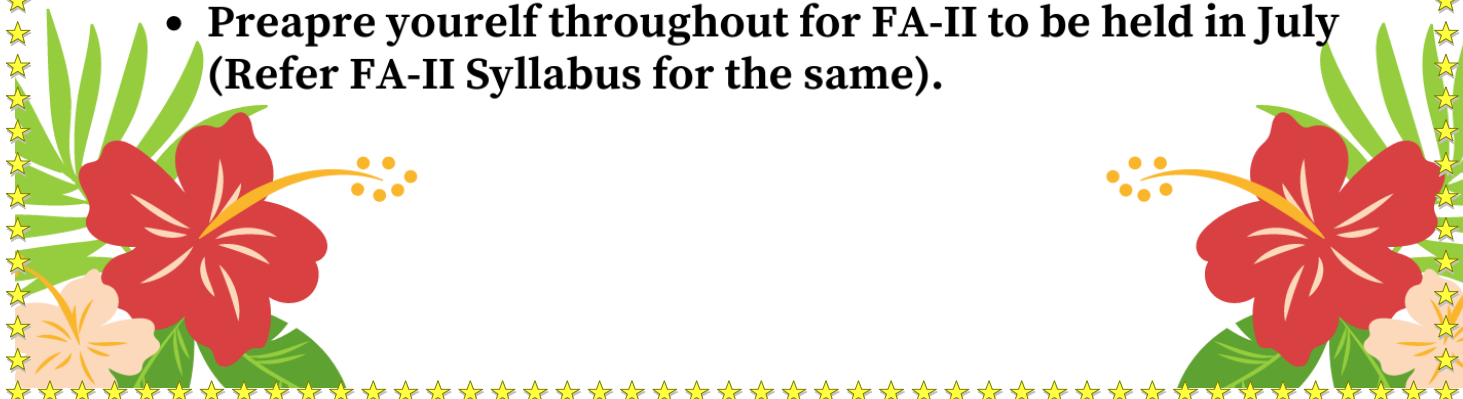 • Preapre yourelf throughout for FA-II to be held in July
(Refer FA-II Syllabus for the same).